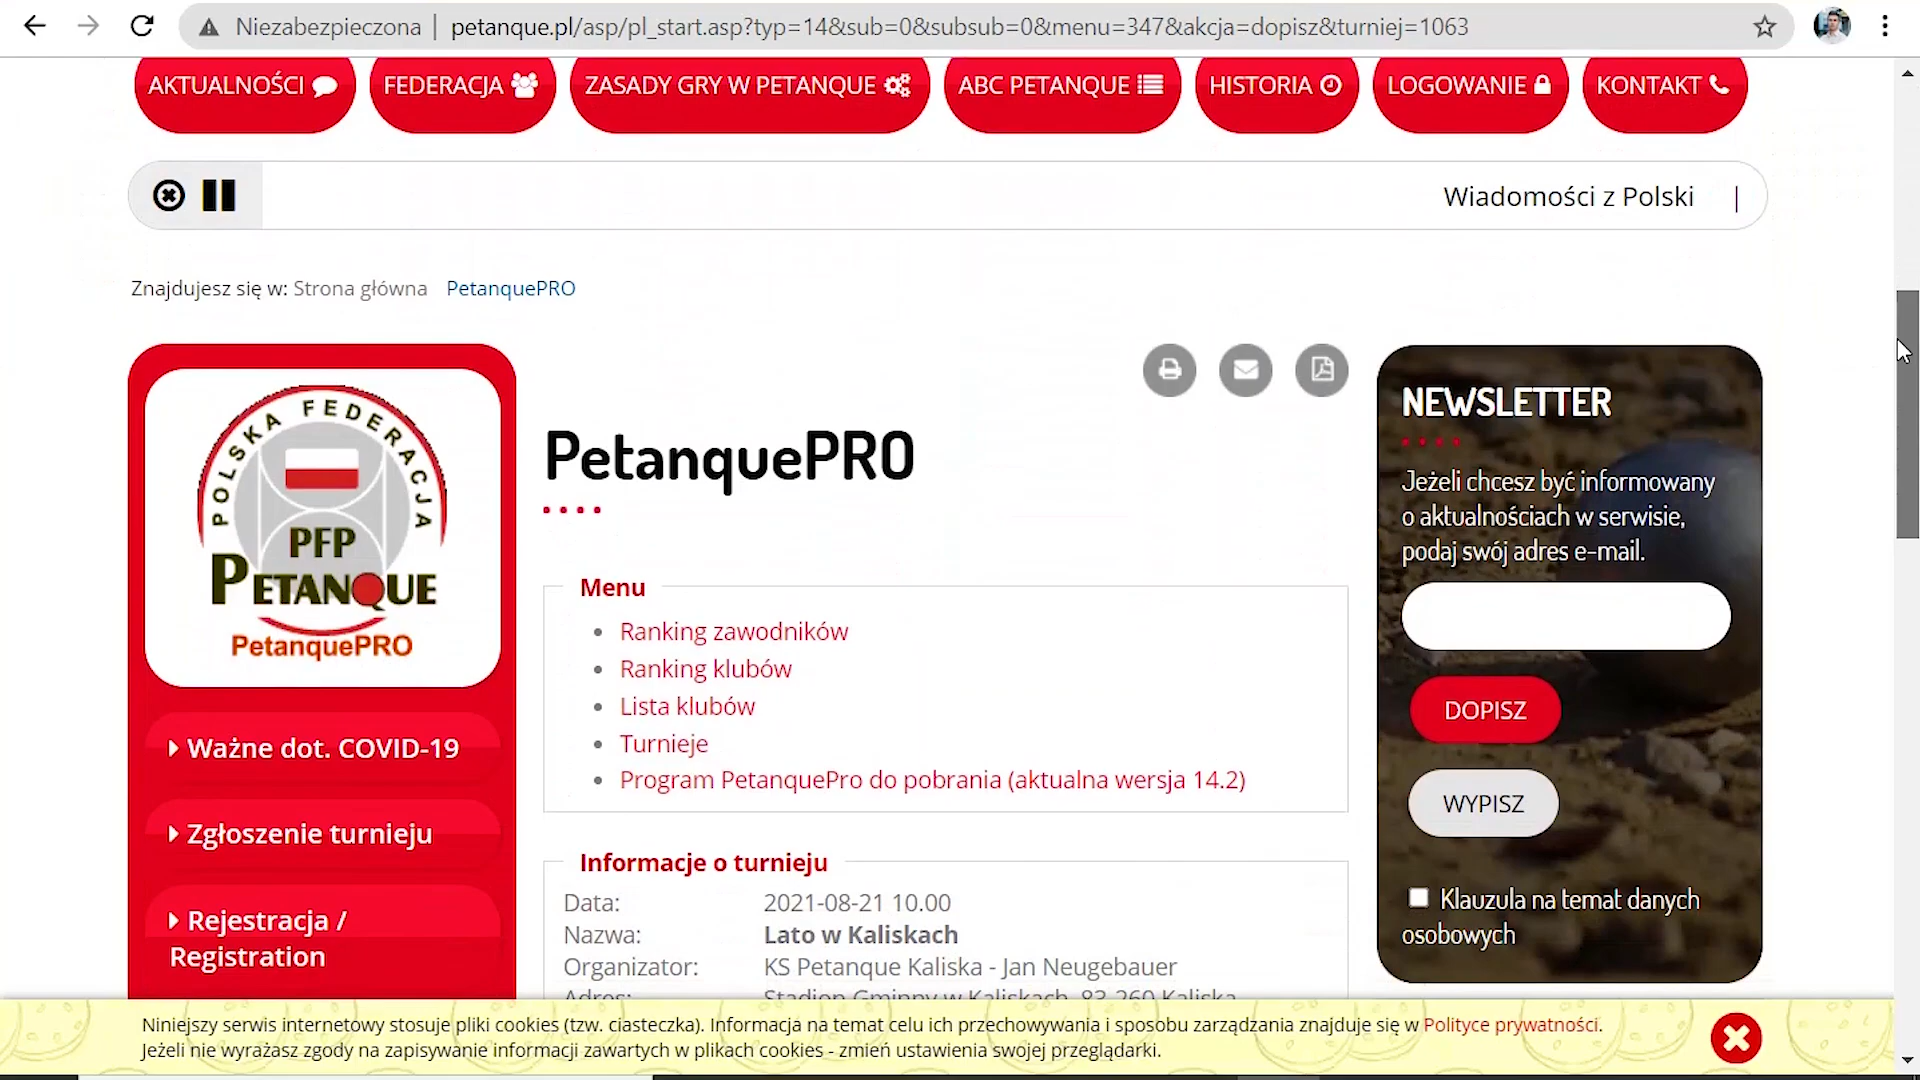 Niezabezpieczona | petanque.pl/asp/pl_start.asp?typ=14&sub=0&subsub=0&menu=347&akcja=dopisz&turniej=1063
AKTUALNOŚCI FEDERACJA ZASADY GRY W PETANQUE ABC PETANQUE HISTORIA LOGOWANIE KONTAKT
Wiadomości z Polski |
Znajdujesz się w: Strona główna PetanquePRO
POLSKA FEDERACJA
PFP
PETANQUE
PetanquePRO
Ważne dot. COVID-19
Zgłoszenie turnieju
Rejestracja /
Registration
PetanquePRO
Menu
Ranking zawodników
Ranking klubów
Lista klubów
Turnieje
Program PetanquePro do pobrania (aktualna wersja 14.2)
Informacje o turnieju
Data: 2021-08-21 10.00
Nazwa: Lato w Kaliskach
Organizator: KS Petanque Kaliska - Jan Neugebauer
Adres: Stadion Gminny w Kaliskach, 83-260 Kaliska
NEWSLETTER
Jeżeli chcesz być informowany
o aktualnościach w serwisie,
podaj swój adres e-mail.
DOPISZ
WYPISZ
Klauzula na temat danych
osobowych
Niniejszy serwis internetowy stosuje pliki cookies (tzw. ciasteczka). Informacja na temat celu ich przechowywania i sposobu zarządzania znajduje się w Polityce prywatności.
Jeżeli nie wyrażasz zgody na zapisywanie informacji zawartych w plikach cookies - zmień ustawienia swojej przeglądarki.